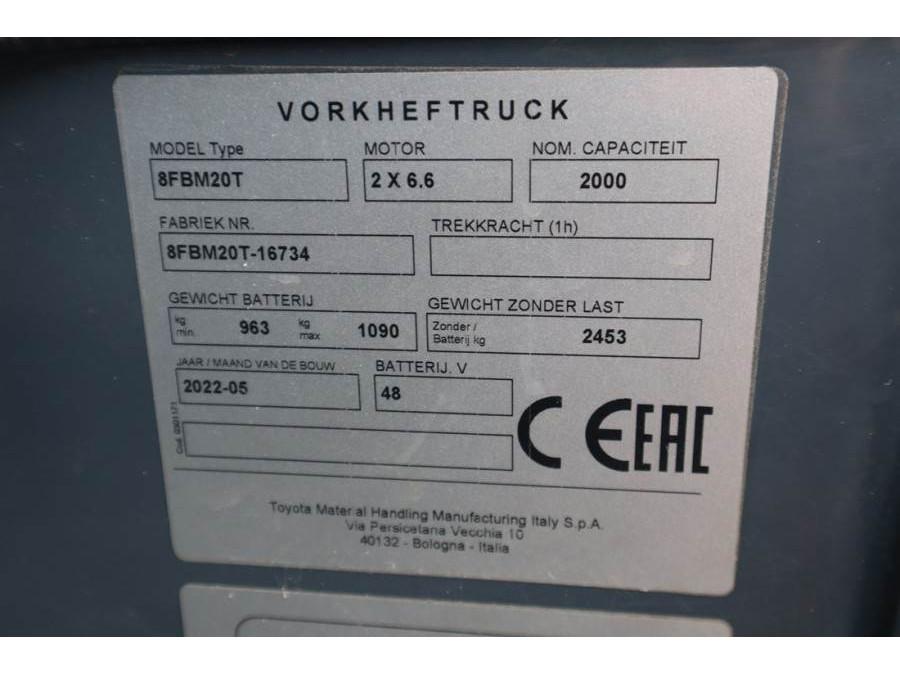 VORKHEFTRUCK
MODEL Type MOTOR NOM. CAPACITEIT
8FBM20T 2 X 6.6 2000
FABRIEK NR. TREKKRACHT (1h)
8FBM20T-16734
GEWICHT BATTERIJ GEWICHT ZONDER LAST
kg min. 963 kg max 1090 Zonder / Batterij kg 2453
JAAR / MAAND VAN DE BOUW BATTERIJ. V
2022-05 48
Cod.
CE EAC
Toyota Material Handling Manufacturing Italy S.p.A.
Via Persicetana Vecchia 10
40132 - Bologna - Italia